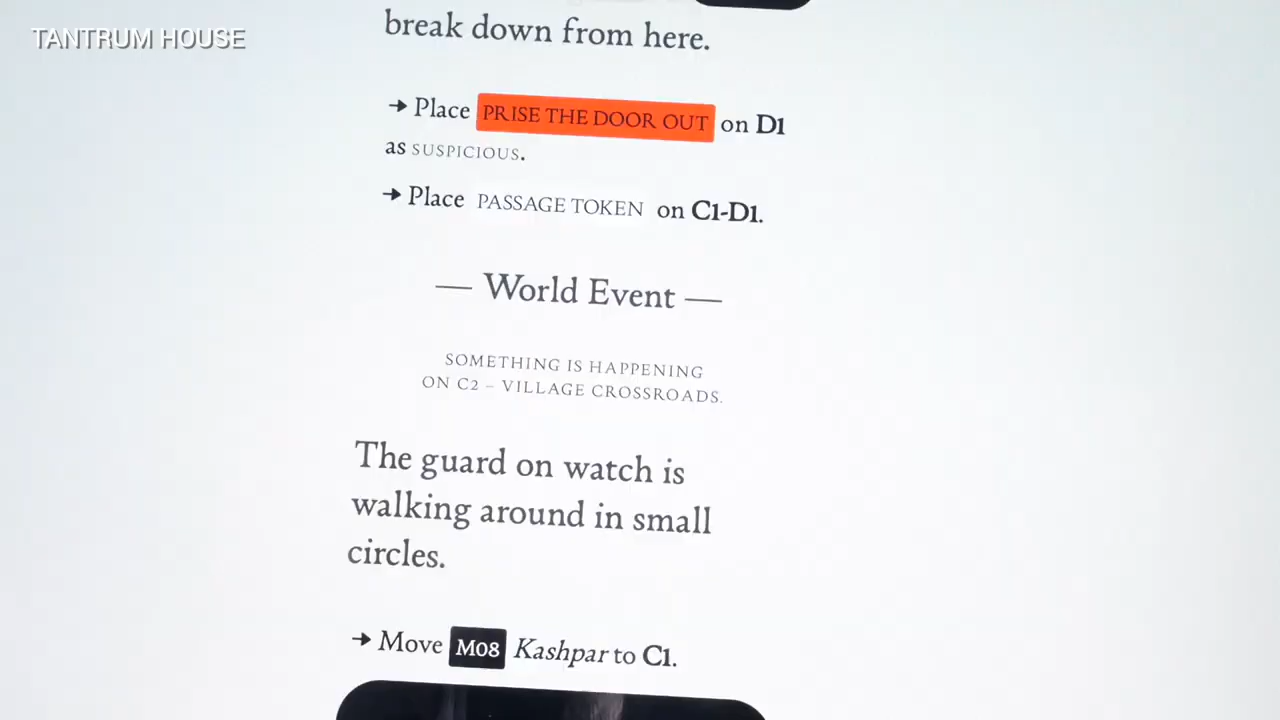 TANTRUM HOUSE
break down from here.
→ Place PRISE THE DOOR OUT on D1
as SUSPICIOUS.
→ Place PASSAGE TOKEN on C1-D1.
— World Event —
SOMETHING IS HAPPENING
ON C2 – VILLAGE CROSSROADS.
The guard on watch is
walking around in small
circles.
→ Move M08 Kashpar to C1.